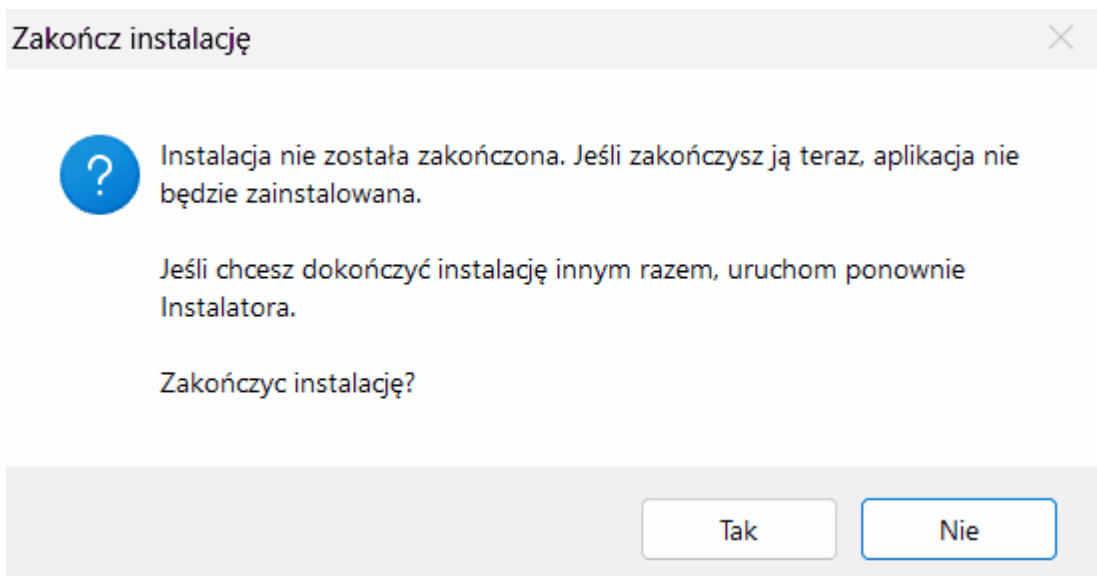 Zakończ instalację
Instalacja nie została zakończona. Jeśli zakończysz ją teraz, aplikacja nie
będzie zainstalowana.
Jeśli chcesz dokończyć instalację innym razem, uruchom ponownie
Instalatora.
Zakończyc instalację?
Tak
Nie